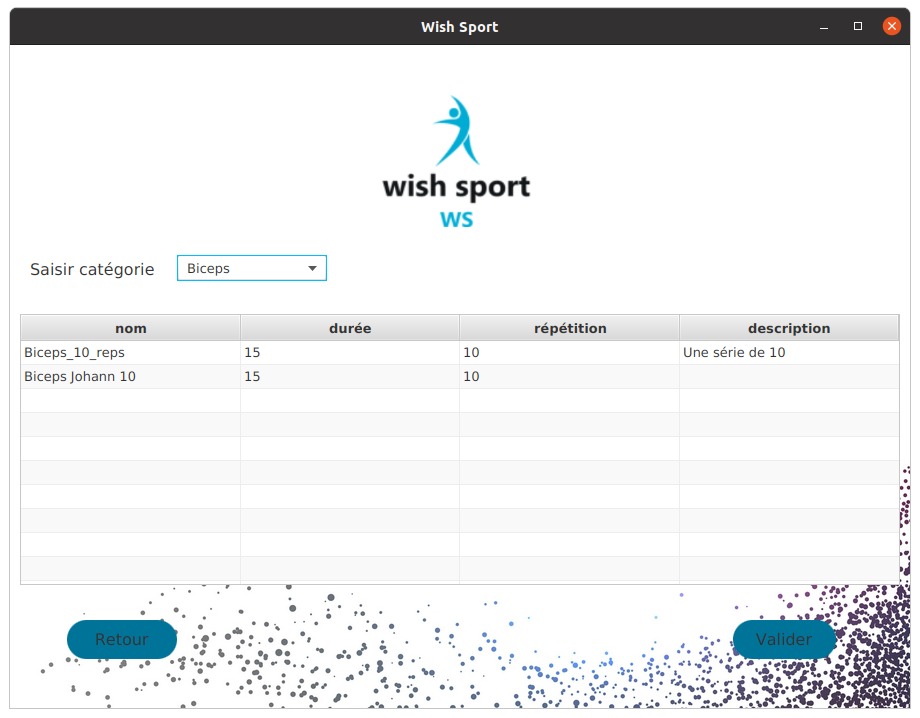 Wish Sport
wish sport
WS
Saisir catégorie Biceps
nom durée répétition description
Biceps_10_reps 15 10 Une série de 10
Biceps Johann 10 15 10
Retour Valider